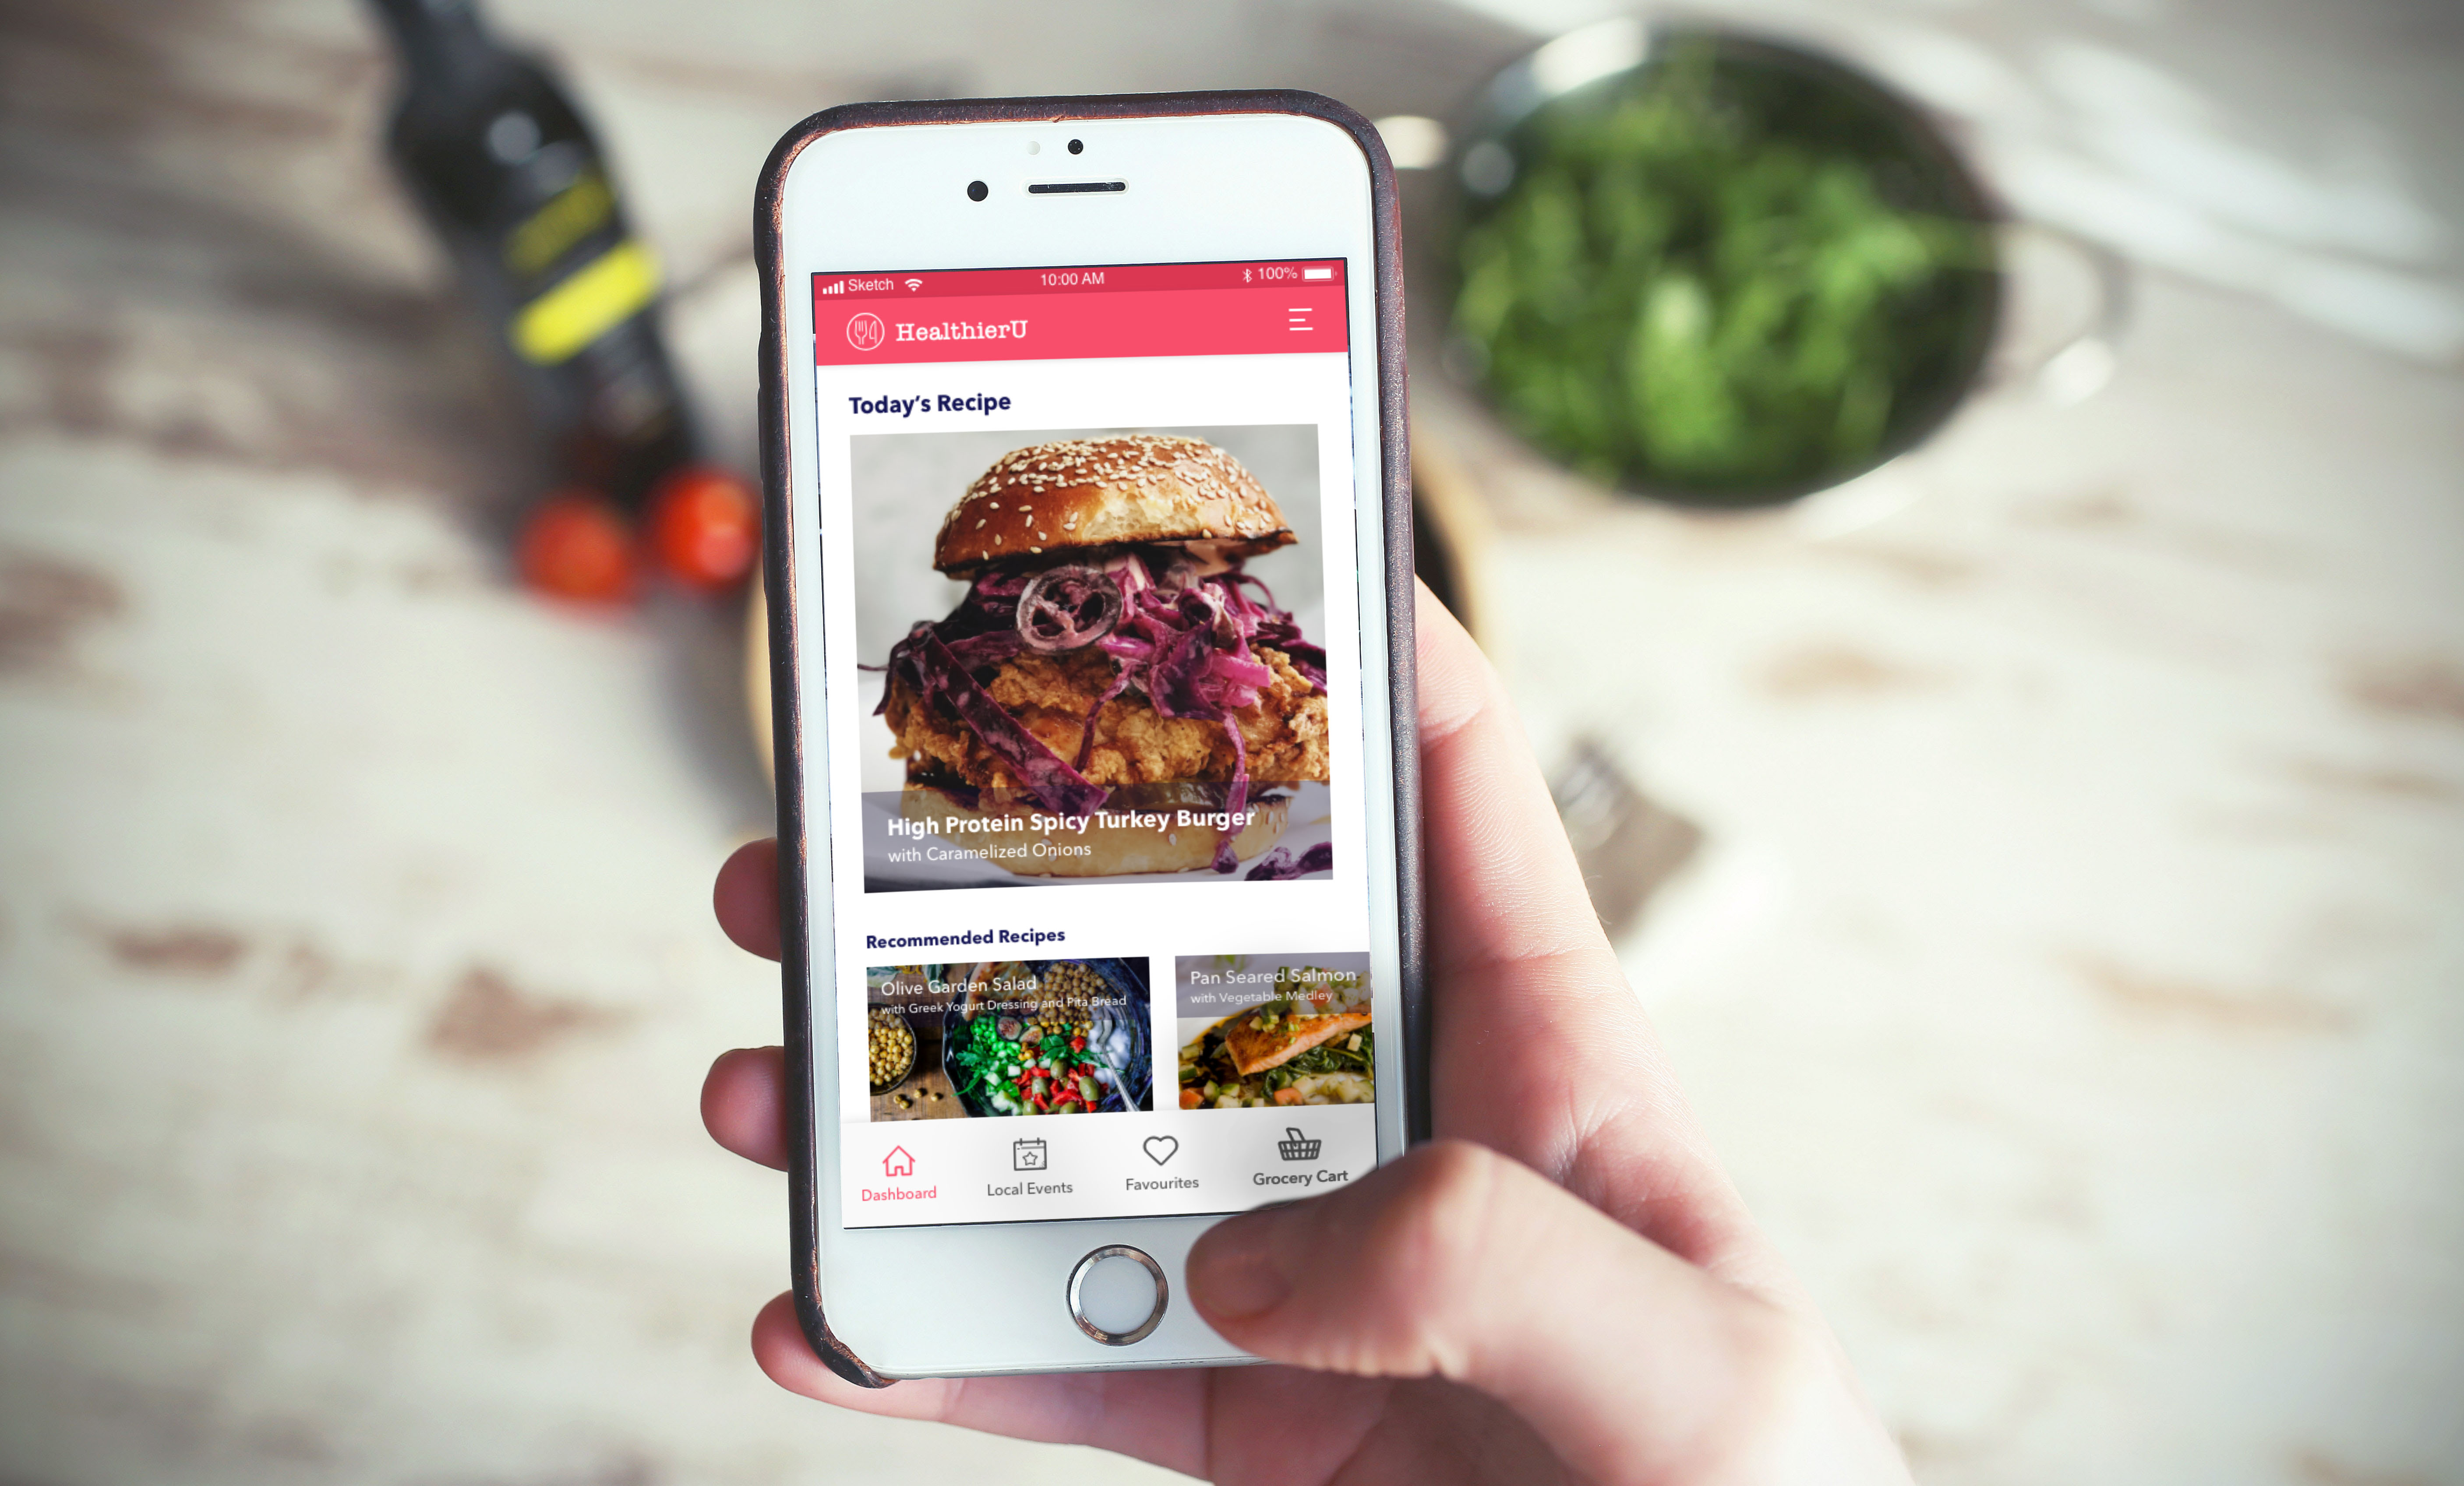 Sketch 10:00 AM 100%
HealthierU
Today's Recipe
High Protein Spicy Turkey Burger
with Caramelized Onions
Recommended Recipes
Olive Garden Salad
with Greek Yogurt Dressing and Pita Bread
Pan Seared Salmon
with Vegetable Medley
Dashboard
Local Events
Favourites
Grocery Cart